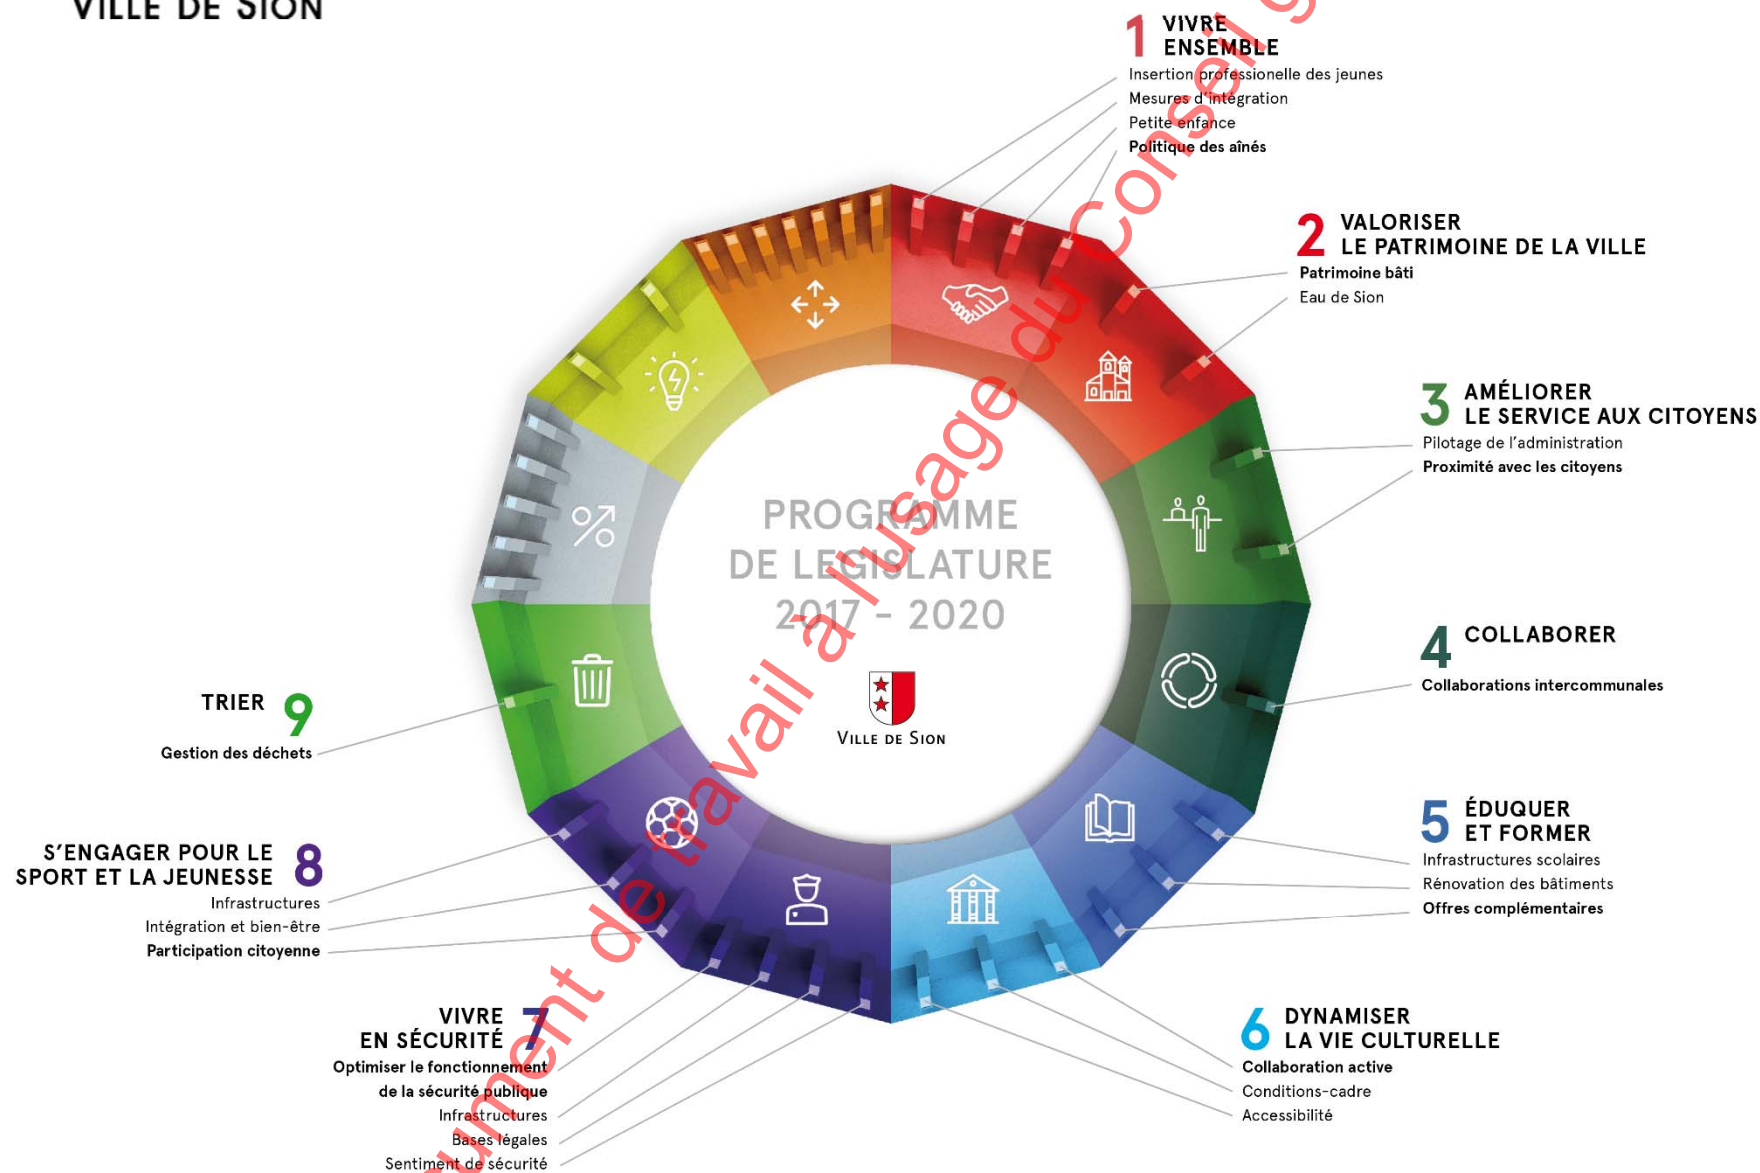 VILLE DE SION
1 VIVRE
ENSEMBLE
Insertion professionelle des jeunes
Mesures d'intégration
Petite enfance
Politique des aînés
2 VALORISER
LE PATRIMOINE DE LA VILLE
Patrimoine bâti
Eau de Sion
3 AMÉLIORER
LE SERVICE AUX CITOYENS
Pilotage de l'administration
Proximité avec les citoyens
4 COLLABORER
Collaborations intercommunales
5 ÉDUQUER
ET FORMER
Infrastructures scolaires
Rénovation des bâtiments
Offres complémentaires
6 DYNAMISER
LA VIE CULTURELLE
Collaboration active
Conditions-cadre
Accessibilité
VIVRE 7
EN SÉCURITÉ
Optimiser le fonctionnement
de la sécurité publique
Infrastructures
Bases légales
Sentiment de sécurité
S'ENGAGER POUR LE 8
SPORT ET LA JEUNESSE
Infrastructures
Intégration et bien-être
Participation citoyenne
TRIER 9
Gestion des déchets
PROGRAMME
DE LEGISLATURE
2017 - 2020
VILLE DE SION
cument de travail à l'usage du Conseil g